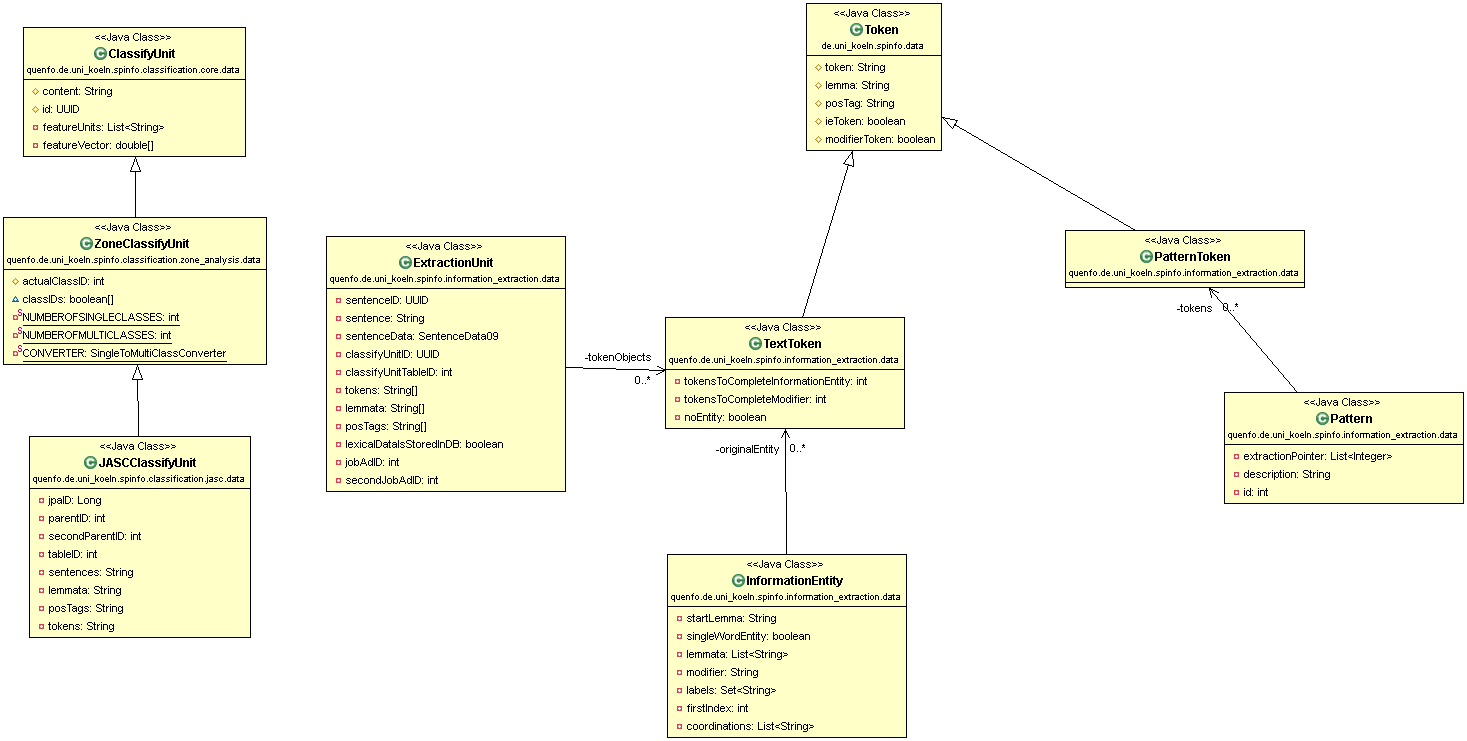 <<Java Class>>
ClassifyUnit
quenfo.de.uni_koeln.spinfo.classification.core.data
content: String
id: UUID
featureUnits: List<String>
featureVector: double[]
<<Java Class>>
ZoneClassifyUnit
quenfo.de.uni_koeln.spinfo.classification.zone_analysis.data
actualClassID: int
classIDs: boolean[]
NUMBEROFSINGLECLASSES: int
NUMBEROFMULTICLASSES: int
CONVERTER: SingleToMultiClassConverter
<<Java Class>>
JASCClassifyUnit
quenfo.de.uni_koeln.spinfo.classification.jasc.data
jpaID: Long
parentID: int
secondParentID: int
tableID: int
sentences: String
lemmata: String
posTags: String
tokens: String
<<Java Class>>
ExtractionUnit
quenfo.de.uni_koeln.spinfo.information_extraction.data
sentenceID: UUID
sentence: String
sentenceData: SentenceData09
classifyUnitID: UUID
classifyUnitTableID: int
tokens: String[]
lemmata: String[]
posTags: String[]
lexicalDataIsStoredInDB: boolean
jobAdID: int
secondJobAdID: int
-tokenObjects
0..*
<<Java Class>>
Token
de.uni_koeln.spinfo.data
token: String
lemma: String
posTag: String
ieToken: boolean
modifierToken: boolean
<<Java Class>>
TextToken
quenfo.de.uni_koeln.spinfo.information_extraction.data
tokensToCompleteInformationEntity: int
tokensToCompleteModifier: int
noEntity: boolean
-originalEntity
0..*
<<Java Class>>
InformationEntity
quenfo.de.uni_koeln.spinfo.information_extraction.data
startLemma: String
singleWordEntity: boolean
lemmata: List<String>
modifier: String
labels: Set<String>
firstIndex: int
coordinations: List<String>
<<Java Class>>
PatternToken
quenfo.de.uni_koeln.spinfo.information_extraction.data
-tokens
0..*
<<Java Class>>
Pattern
quenfo.de.uni_koeln.spinfo.information_extraction.data
extractionPointer: List<Integer>
description: String
id: int